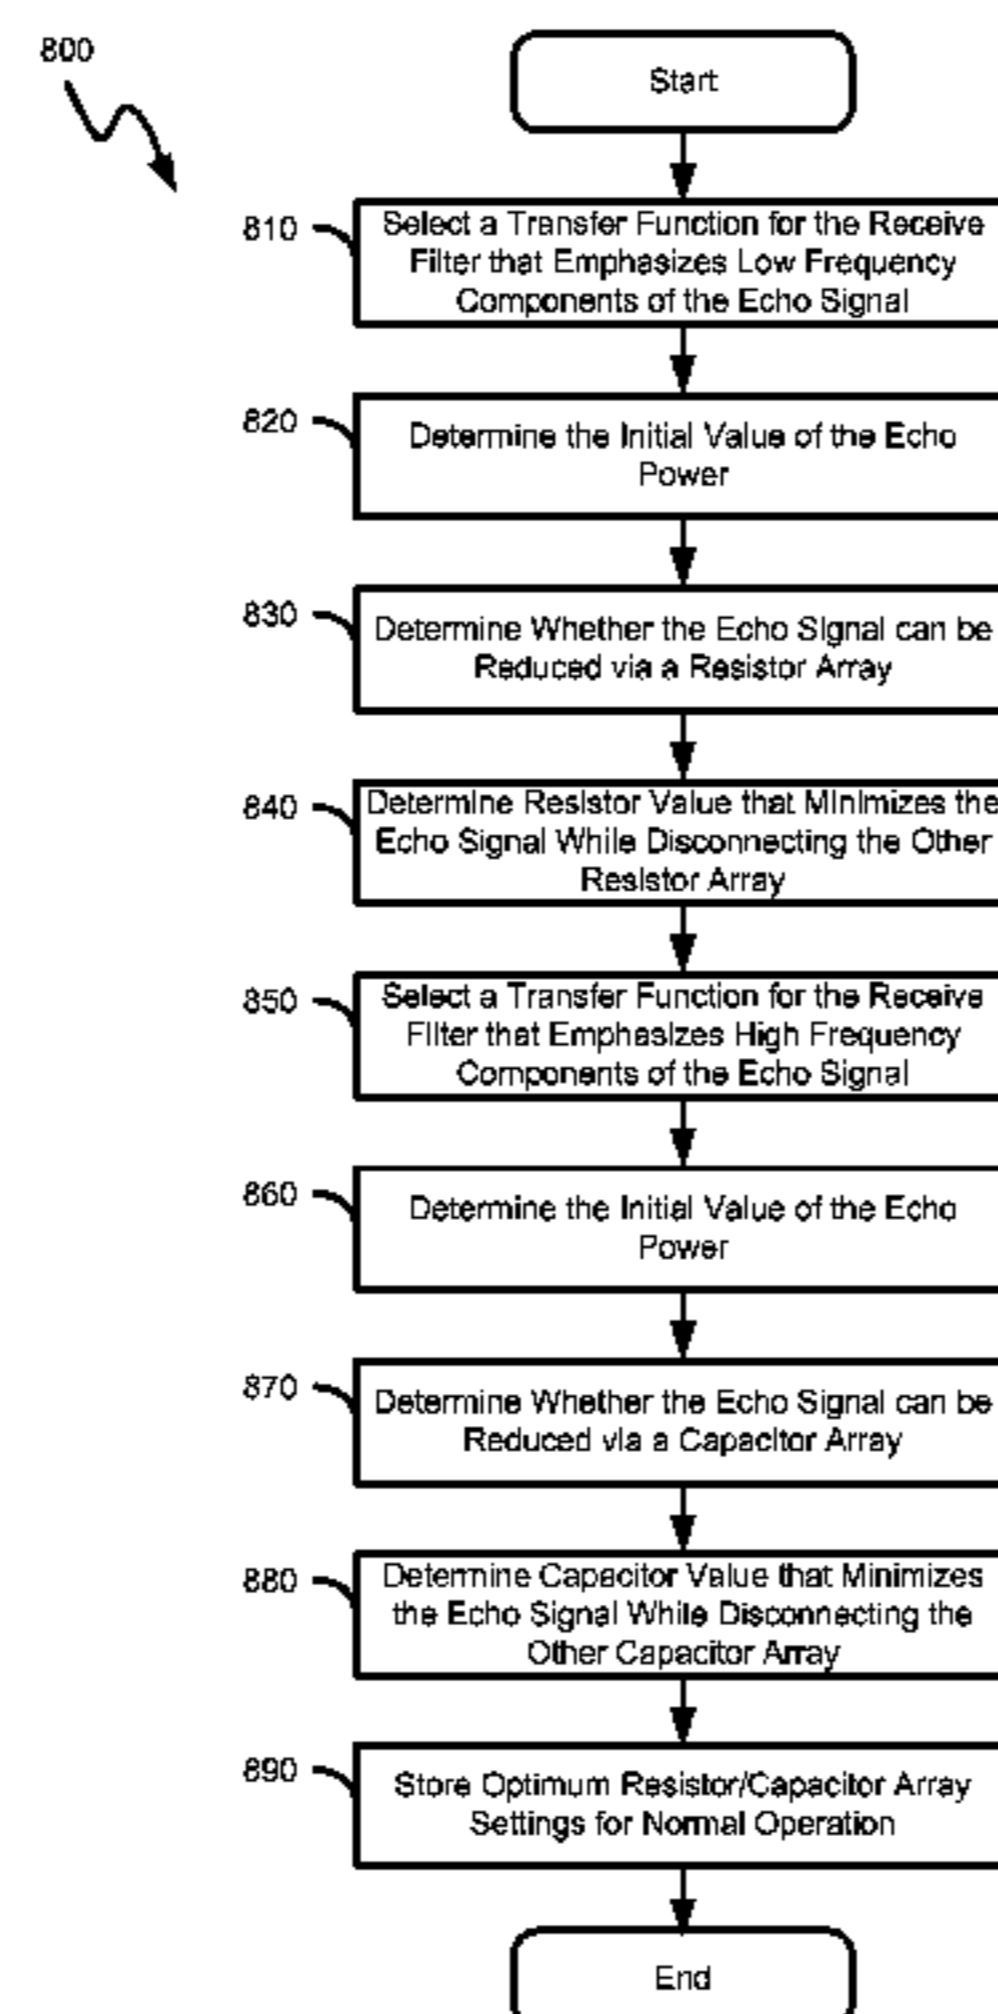 800
Start
810
Select a Transfer Function for the Receive
Filter that Emphasizes Low Frequency
Components of the Echo Signal
820
Determine the Initial Value of the Echo
Power
830
Determine Whether the Echo Signal can be
Reduced via a Resistor Array
840
Determine Resistor Value that Minimizes the
Echo Signal While Disconnecting the Other
Resistor Array
850
Select a Transfer Function for the Receive
Filter that Emphasizes High Frequency
Components of the Echo Signal
860
Determine the Initial Value of the Echo
Power
870
Determine Whether the Echo Signal can be
Reduced via a Capacitor Array
880
Determine Capacitor Value that Minimizes
the Echo Signal While Disconnecting the
Other Capacitor Array
890
Store Optimum Resistor/Capacitor Array
Settings for Normal Operation
End